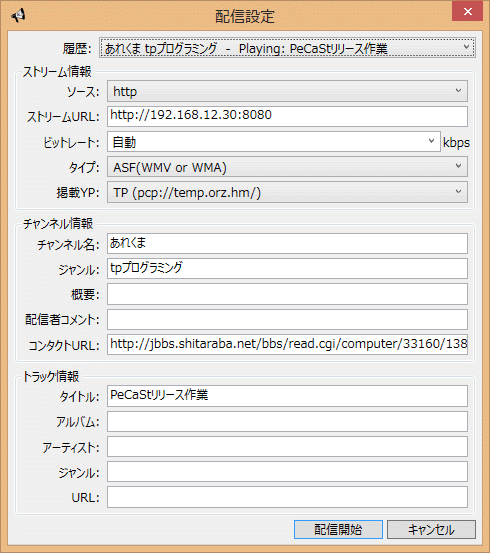 配信設定
履歴: あれくま tpプログラミング - Playing: PeCaStリリース作業
ストリーム情報
ソース: http
ストリームURL: http://192.168.12.30:8080
ビットレート: 自動 kbps
タイプ: ASF(WMV or WMA)
掲載YP: TP (pcp://temp.orz.hm/)
チャンネル情報
チャンネル名: あれくま
ジャンル: tpプログラミング
概要:
配信者コメント:
コンタクトURL: http://jbbs.shitaraba.net/bbs/read.cgi/computer/33160/138
トラック情報
タイトル: PeCaStリリース作業
アルバム:
アーティスト:
ジャンル:
URL:
配信開始 キャンセル